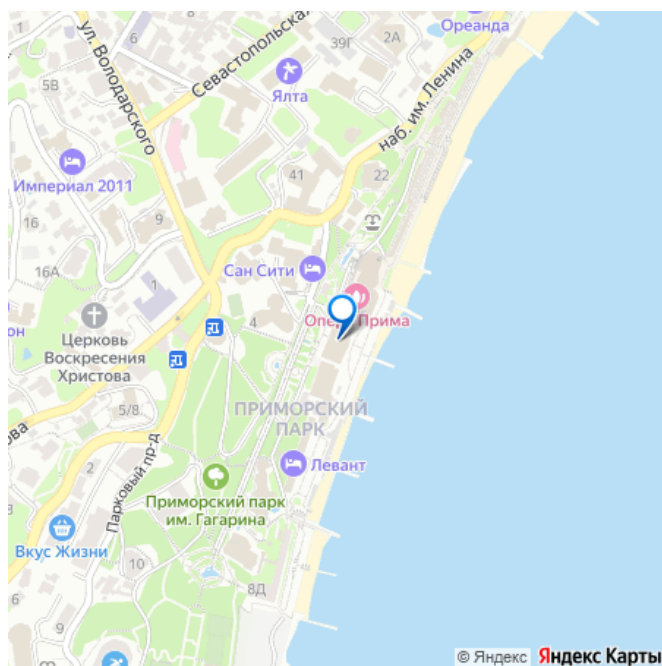 Ореанда
2А
39Г
Севастопольская
ул. Володарского
5В
Ялта
наб. им. Ленина
Империал 2011
41
22
16
9
16А
Сан Сити
1
Опера Прима
4
он
Церковь
Воскресения
Христова
5/8
ПРИМОРСКИЙ
ПАРК
ова
2
Парковый пр-д
Левант
Приморский парк
им. Гагарина
Вкус Жизни
10
8Д
9
6
© Яндекс Яндекс Карты